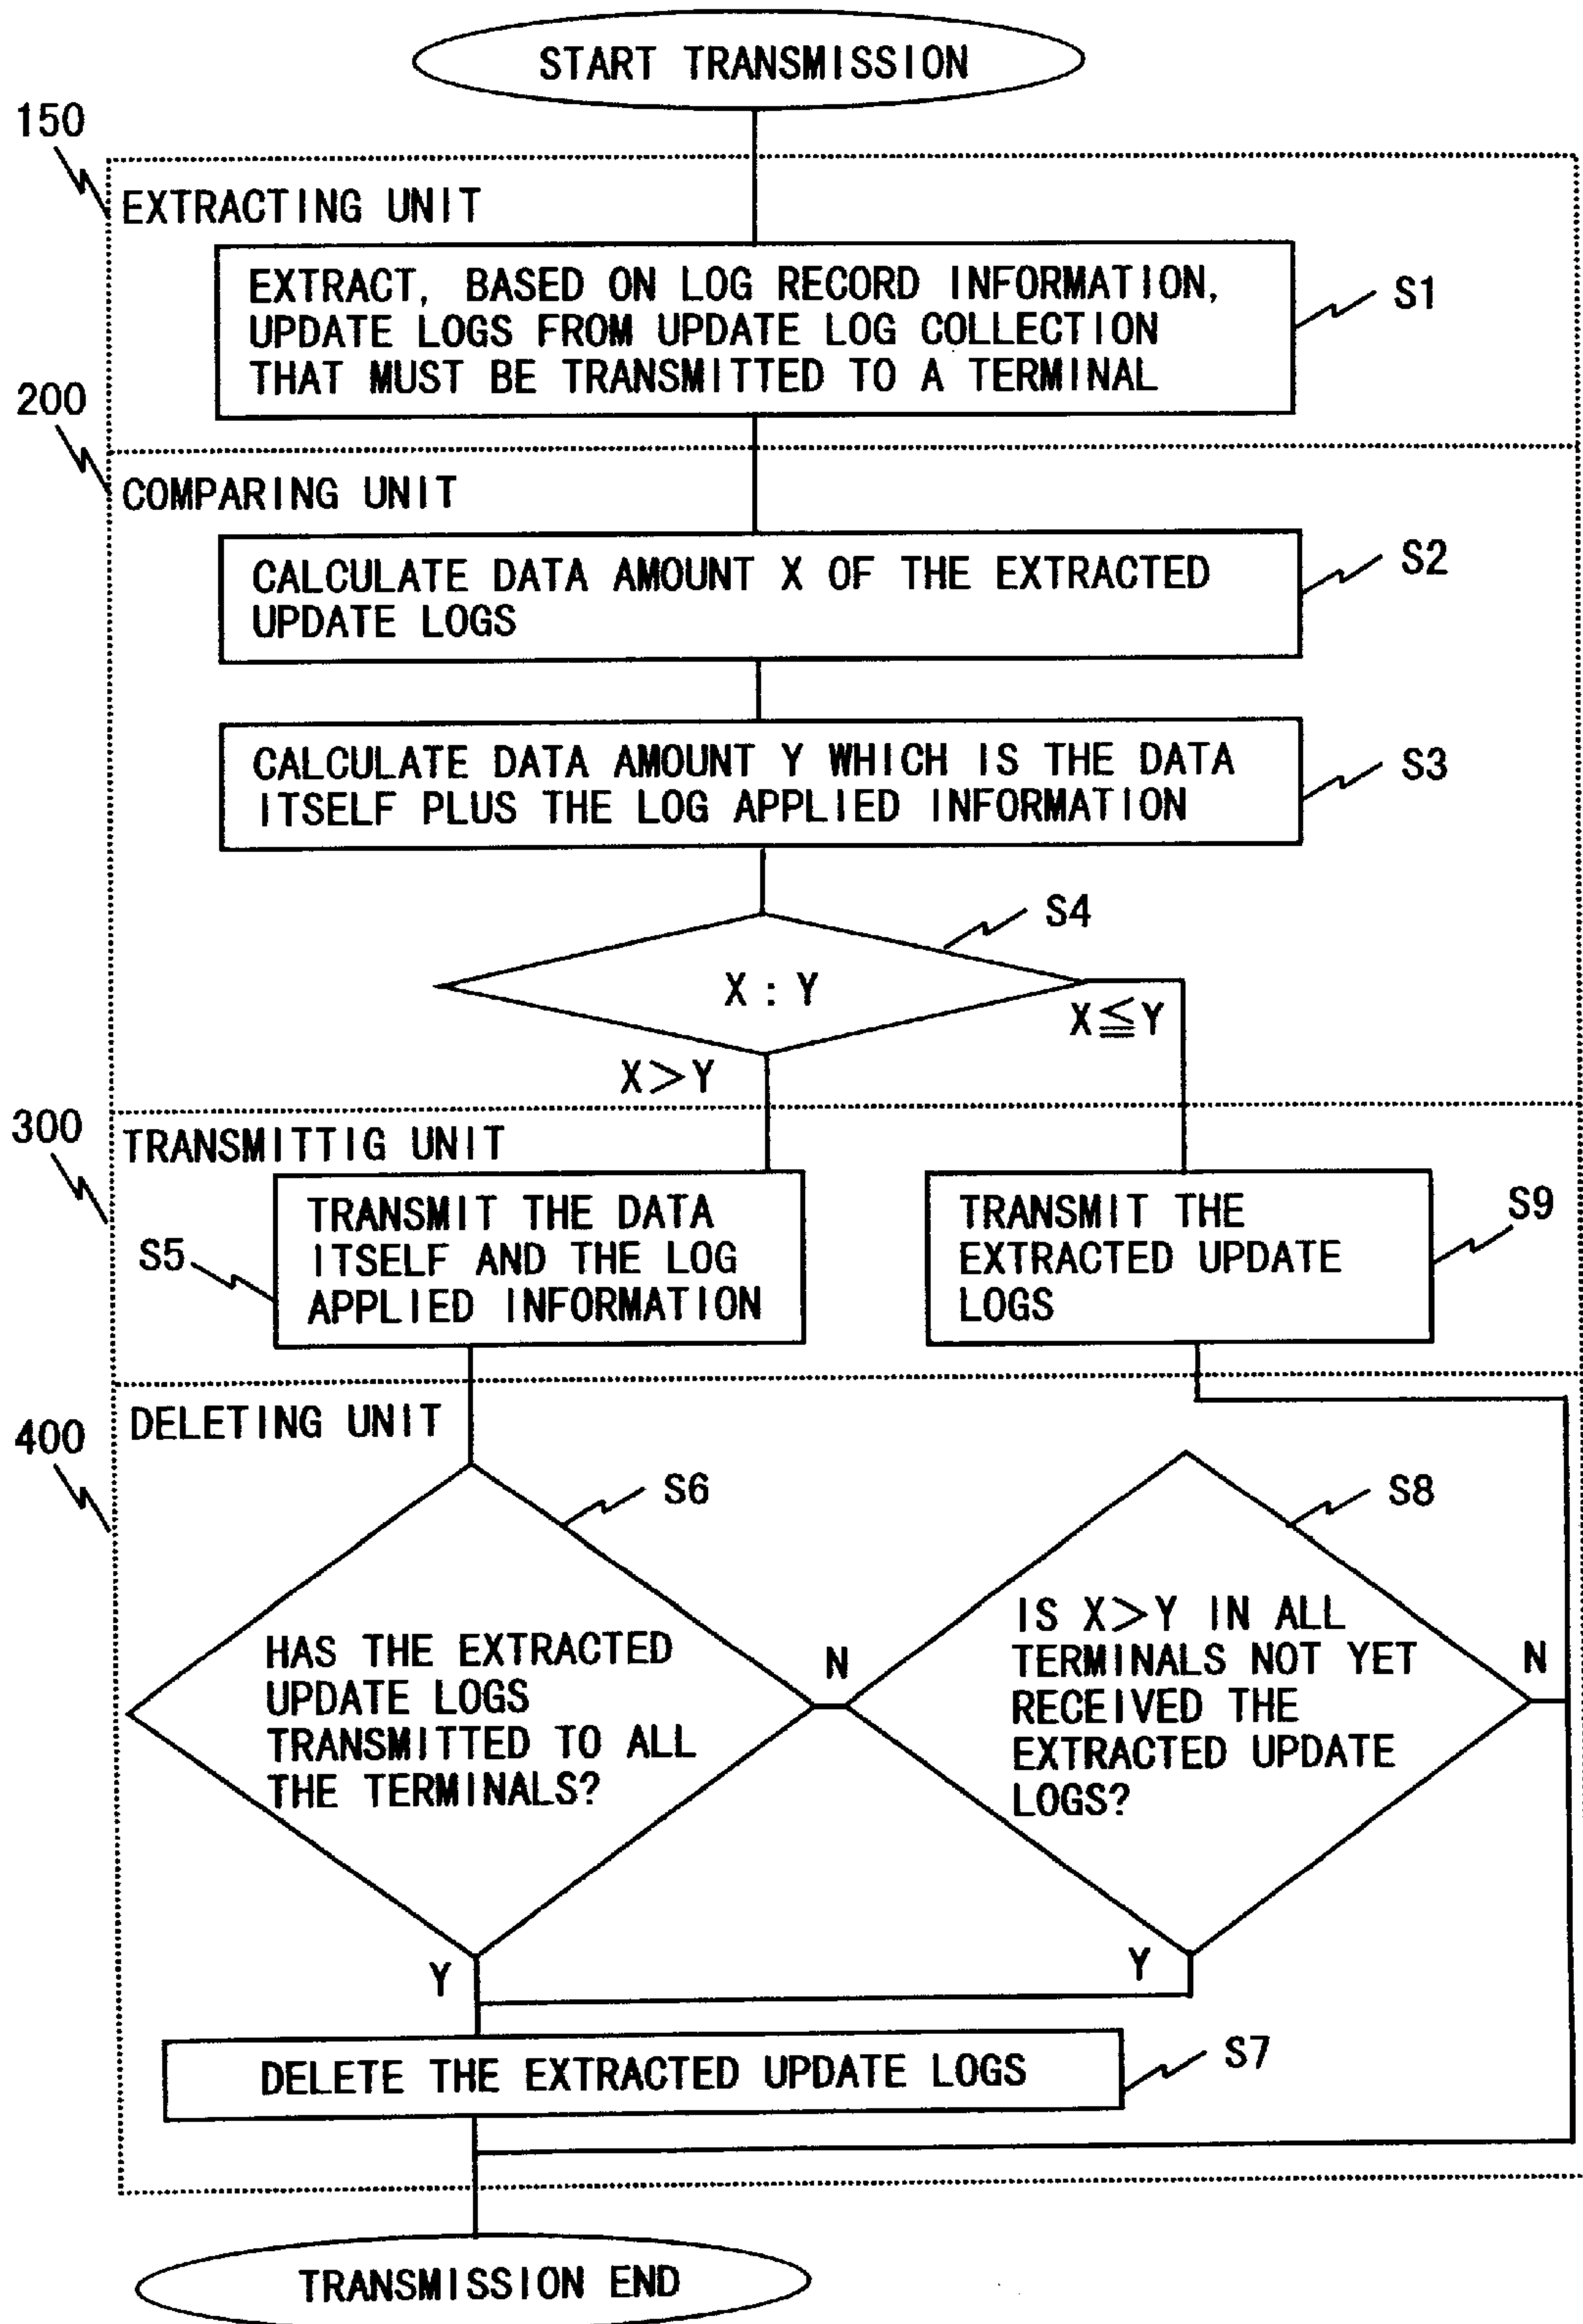 START TRANSMISSION
150
EXTRACTING UNIT
EXTRACT, BASED ON LOG RECORD INFORMATION,
UPDATE LOGS FROM UPDATE LOG COLLECTION
THAT MUST BE TRANSMITTED TO A TERMINAL
S1
200
COMPARING UNIT
CALCULATE DATA AMOUNT X OF THE EXTRACTED
UPDATE LOGS
S2
CALCULATE DATA AMOUNT Y WHICH IS THE DATA
ITSELF PLUS THE LOG APPLIED INFORMATION
S3
S4
X : Y
X≦Y
X>Y
300
TRANSMITTIG UNIT
TRANSMIT THE DATA
ITSELF AND THE LOG
APPLIED INFORMATION
S5
TRANSMIT THE
EXTRACTED UPDATE
LOGS
S9
400
DELETING UNIT
S6
HAS THE EXTRACTED
UPDATE LOGS
TRANSMITTED TO ALL
THE TERMINALS?
N
S8
IS X>Y IN ALL
TERMINALS NOT YET
RECEIVED THE
EXTRACTED UPDATE
LOGS?
N
Y
Y
DELETE THE EXTRACTED UPDATE LOGS
S7
TRANSMISSION END